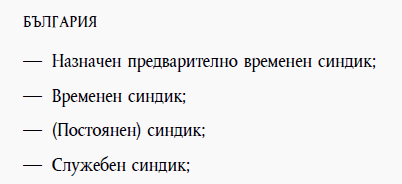 БЪЛГАРИЯ
— Назначен предварително временен синдик;
— Временен синдик;
— (Постоянен) синдик;
— Служебен синдик;